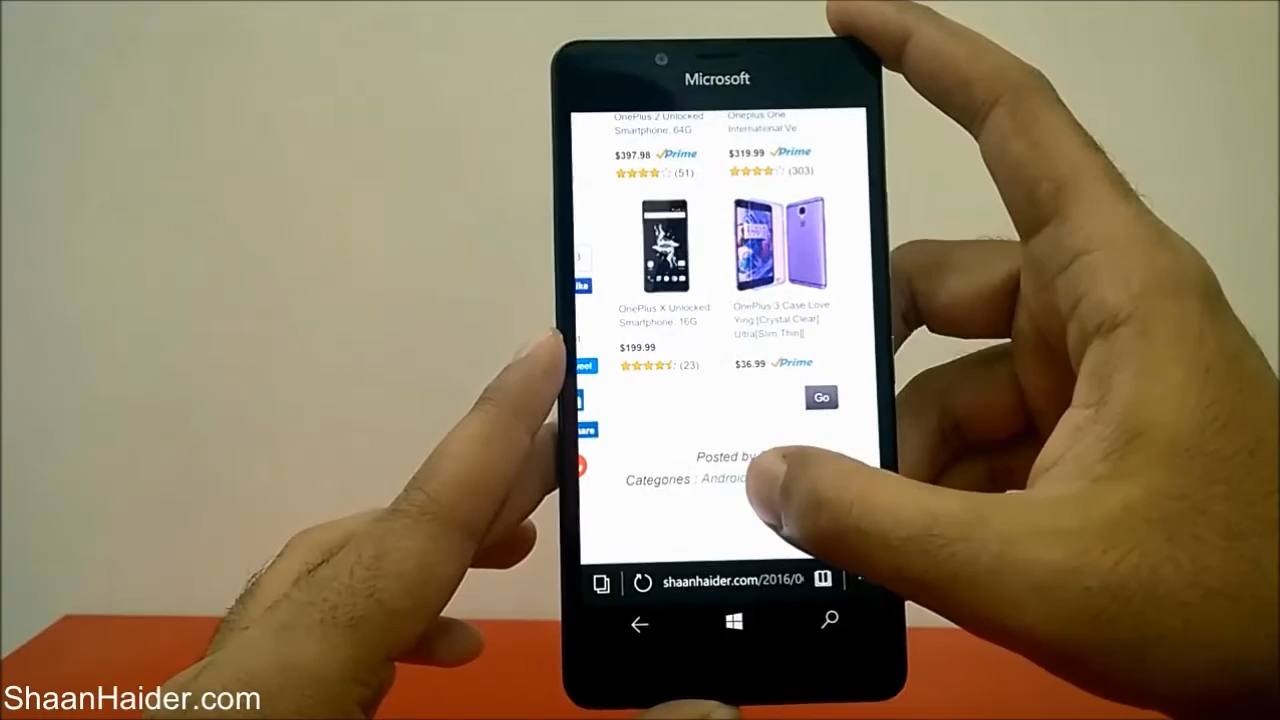 Microsoft
OnePlus 2 Unlocked
Smartphone, 64G
$397.98 Prime
(51)
Oneplus One
International Ve
$319.99 Prime
(303)
OnePlus X Unlocked
Smartphone, 16G
$199.99
(23)
OnePlus 3 Case,Love
Ying [Crystal Clear]
Ultra[Slim Thin][
$36.99 Prime
Go
Posted by
Categories : Android
shaanhaider.com/2016/0
ShaanHaider.com